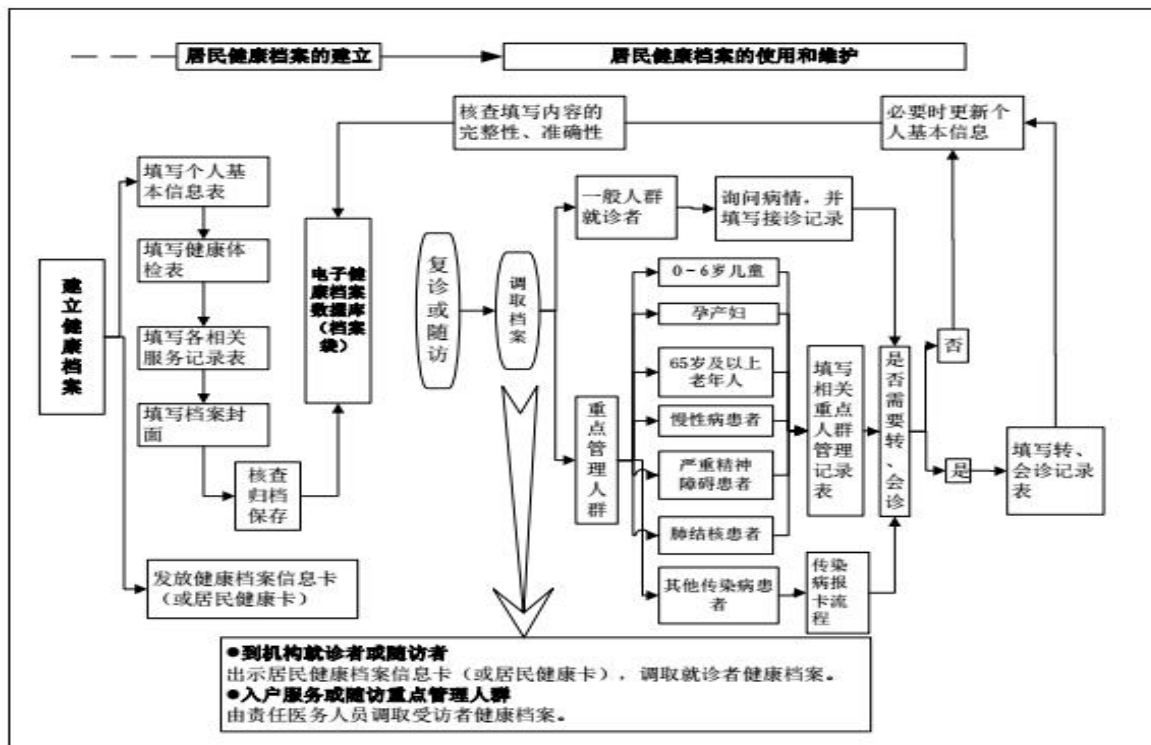 居民健康档案的建立
居民健康档案的使用和维护
核查填写内容的
完整性、准确性
必要时更新个
人基本信息
填写个人基
本信息表
填写健康体
检表
填写各相关
服务记录表
填写档案封
面
核查
归档
保存
建立健康档案
发放健康档案信息卡
（或居民健康卡）
电子健
康档案
数据库
（档案
袋）
复诊或随访
调取档案
一般人群
就诊者
询问病情，并
填写接诊记录
重点管理人群
0-6岁儿童
孕产妇
65岁及以上
老年人
慢性病患者
严重精神
障碍患者
肺结核患者
其他传染病患
者
填写
相关
重点
人群
管理
记录
表
传染
病报
卡流
程
是否需要转、会诊
否
是
填写转、
会诊记录
表
●到机构就诊者或随访者
出示居民健康档案信息卡（或居民健康卡），调取就诊者健康档案。
●入户服务或随访重点管理人群
由责任医务人员调取受访者健康档案。